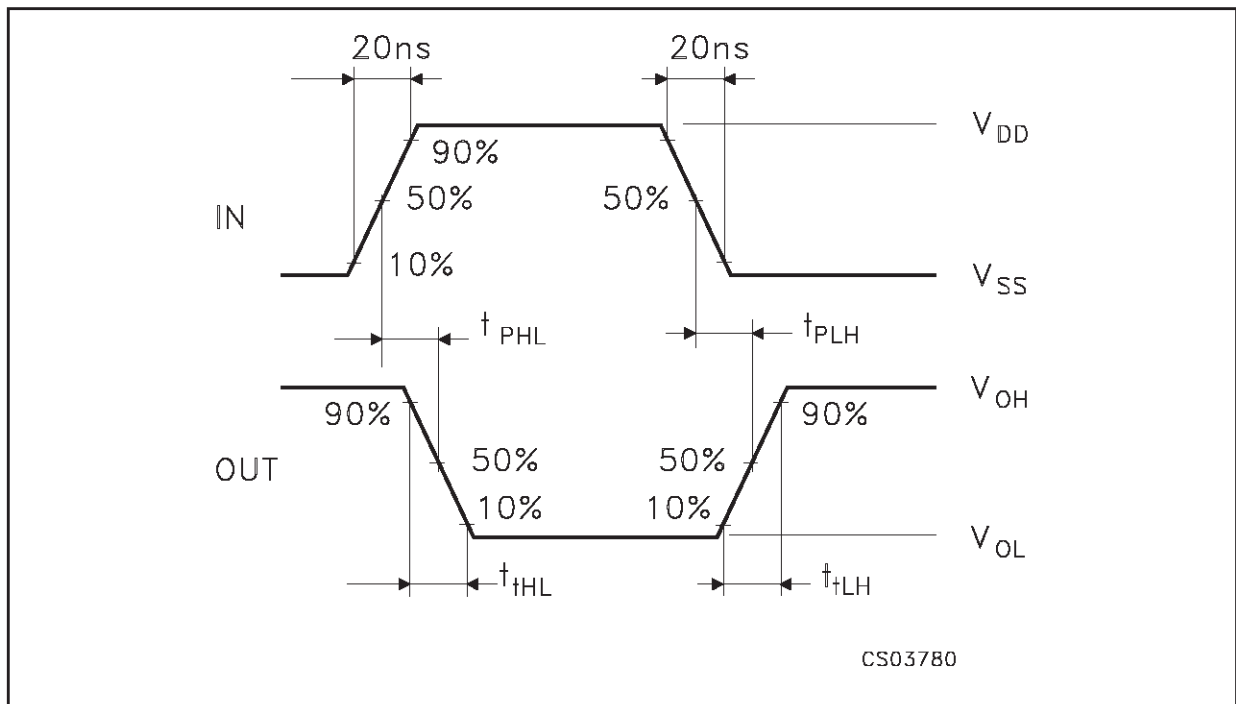 20ns 20ns
V_DD
90%
50% 50%
IN
10%
V_SS
t_PHL t_PLH
V_OH
90% 90%
50% 50%
OUT
10% 10%
V_OL
t_tHL t_tLH
CS03780